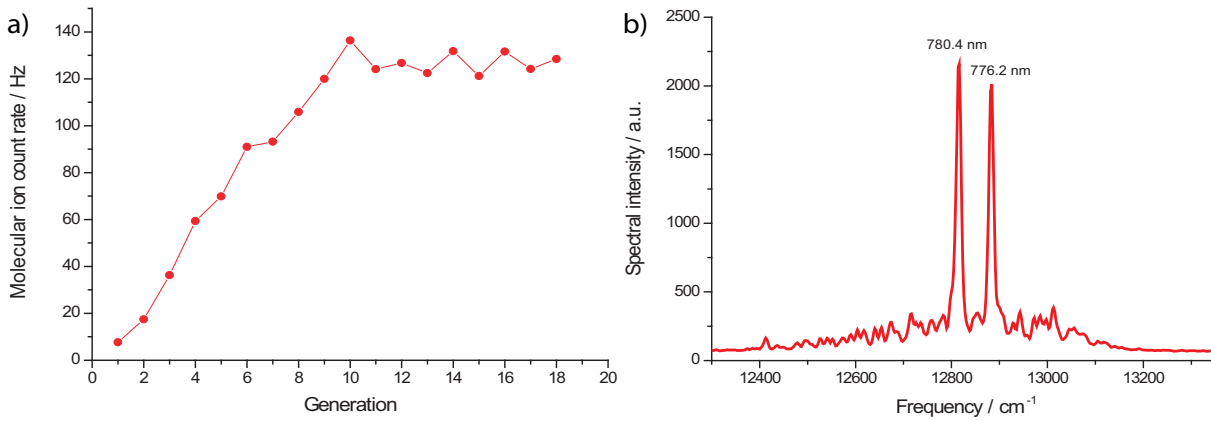 a)
Molecular ion count rate / Hz
140
120
100
80
60
40
20
0
0 2 4 6 8 10 12 14 16 18 20
Generation
b)
Spectral intensity / a.u.
2500
2000
1500
1000
500
0
780.4 nm
776.2 nm
12400 12600 12800 13000 13200
Frequency / cm⁻¹